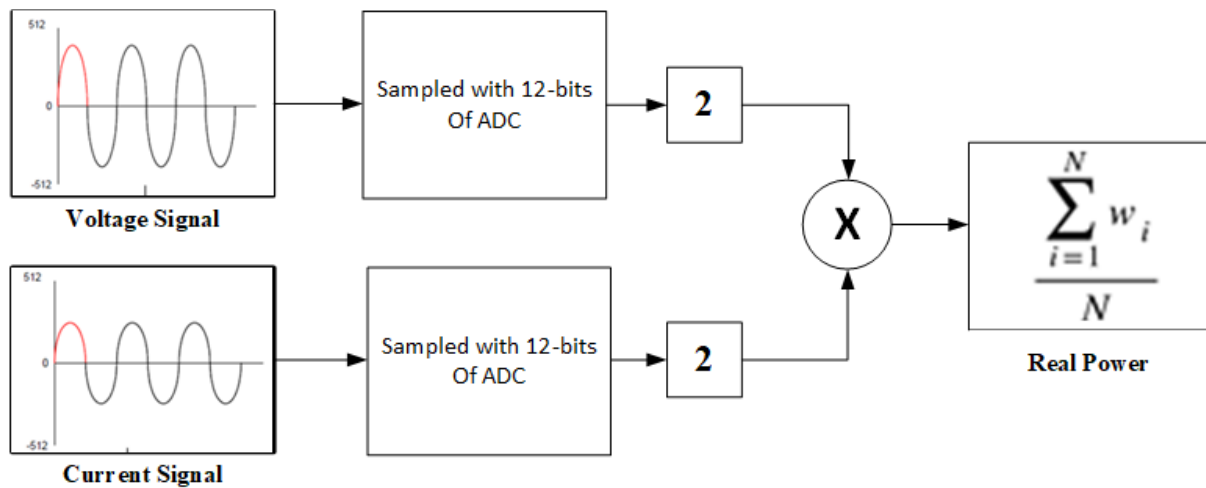 512
0
-512
Voltage Signal
Sampled with 12-bits
Of ADC
2
512
0
-512
Current Signal
Sampled with 12-bits
Of ADC
2
X
N
∑ w i
i=1
N
Real Power